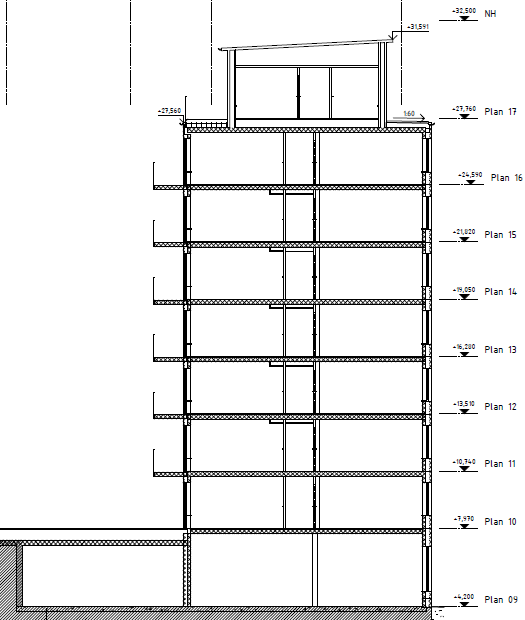 +32,500 NH
+31,591
+27,560
1:60
+27,760 Plan 17
+24,590 Plan 16
+21,820 Plan 15
+19,050 Plan 14
+16,280 Plan 13
+13,510 Plan 12
+10,740 Plan 11
+7,970 Plan 10
+4,200 Plan 09